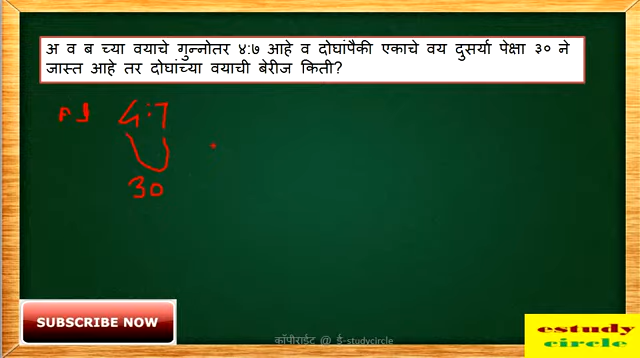 अ व ब च्या वयाचे गुन्नोतर ४:७ आहे व दोघांपैकी एकाचे वय दुसर्या पेक्षा ३० ने
जास्त आहे तर दोघांच्या वयाची बेरीज किती?
4:7
30
SUBSCRIBE NOW
कॉपीराईट @ ई-studycircle
estudy
circle